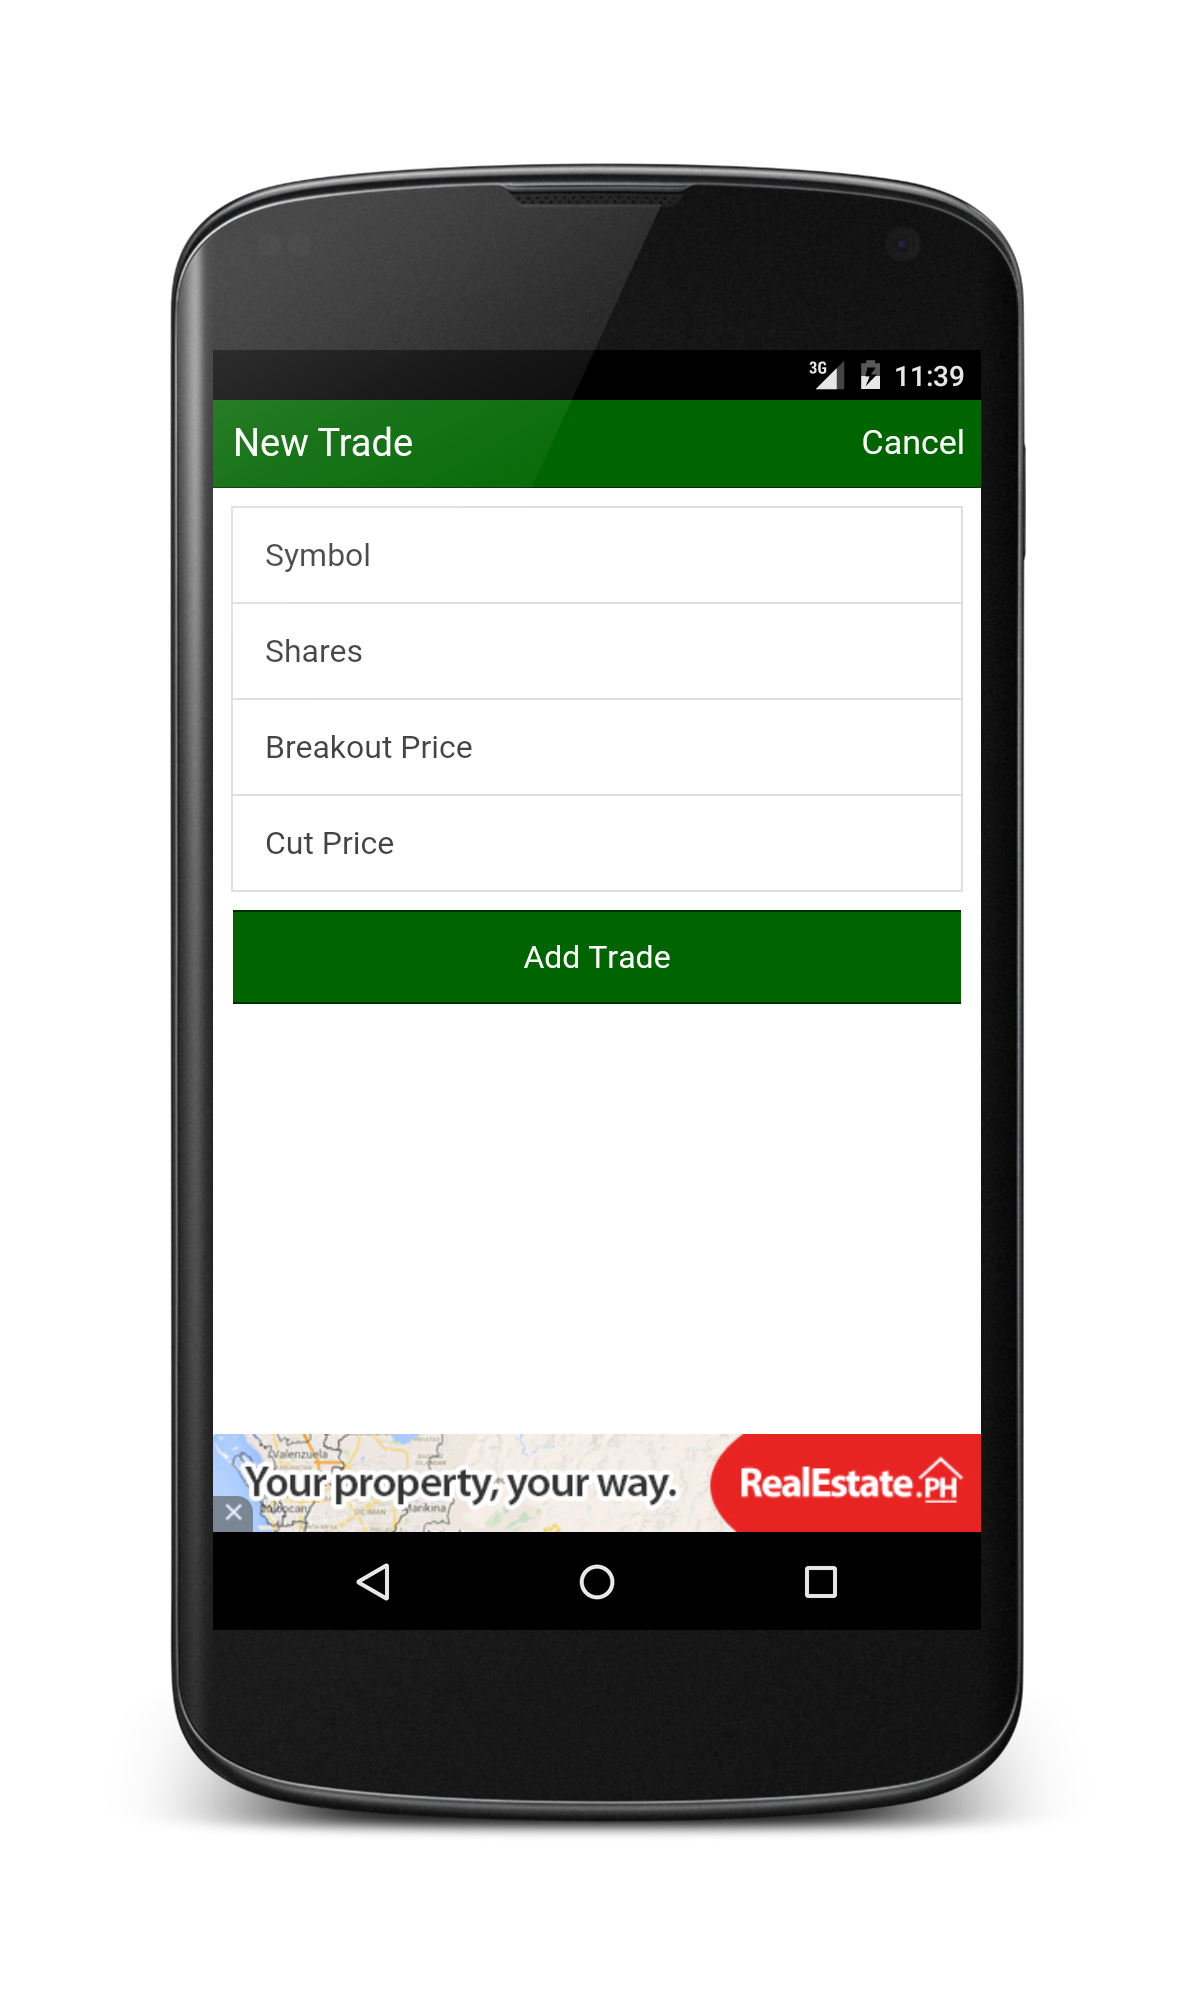 3G 11:39
New Trade Cancel
Symbol
Shares
Breakout Price
Cut Price
Add Trade
Valenzuela
Your property, your way.
RealEstate.PH
DILIMAN
Marikina